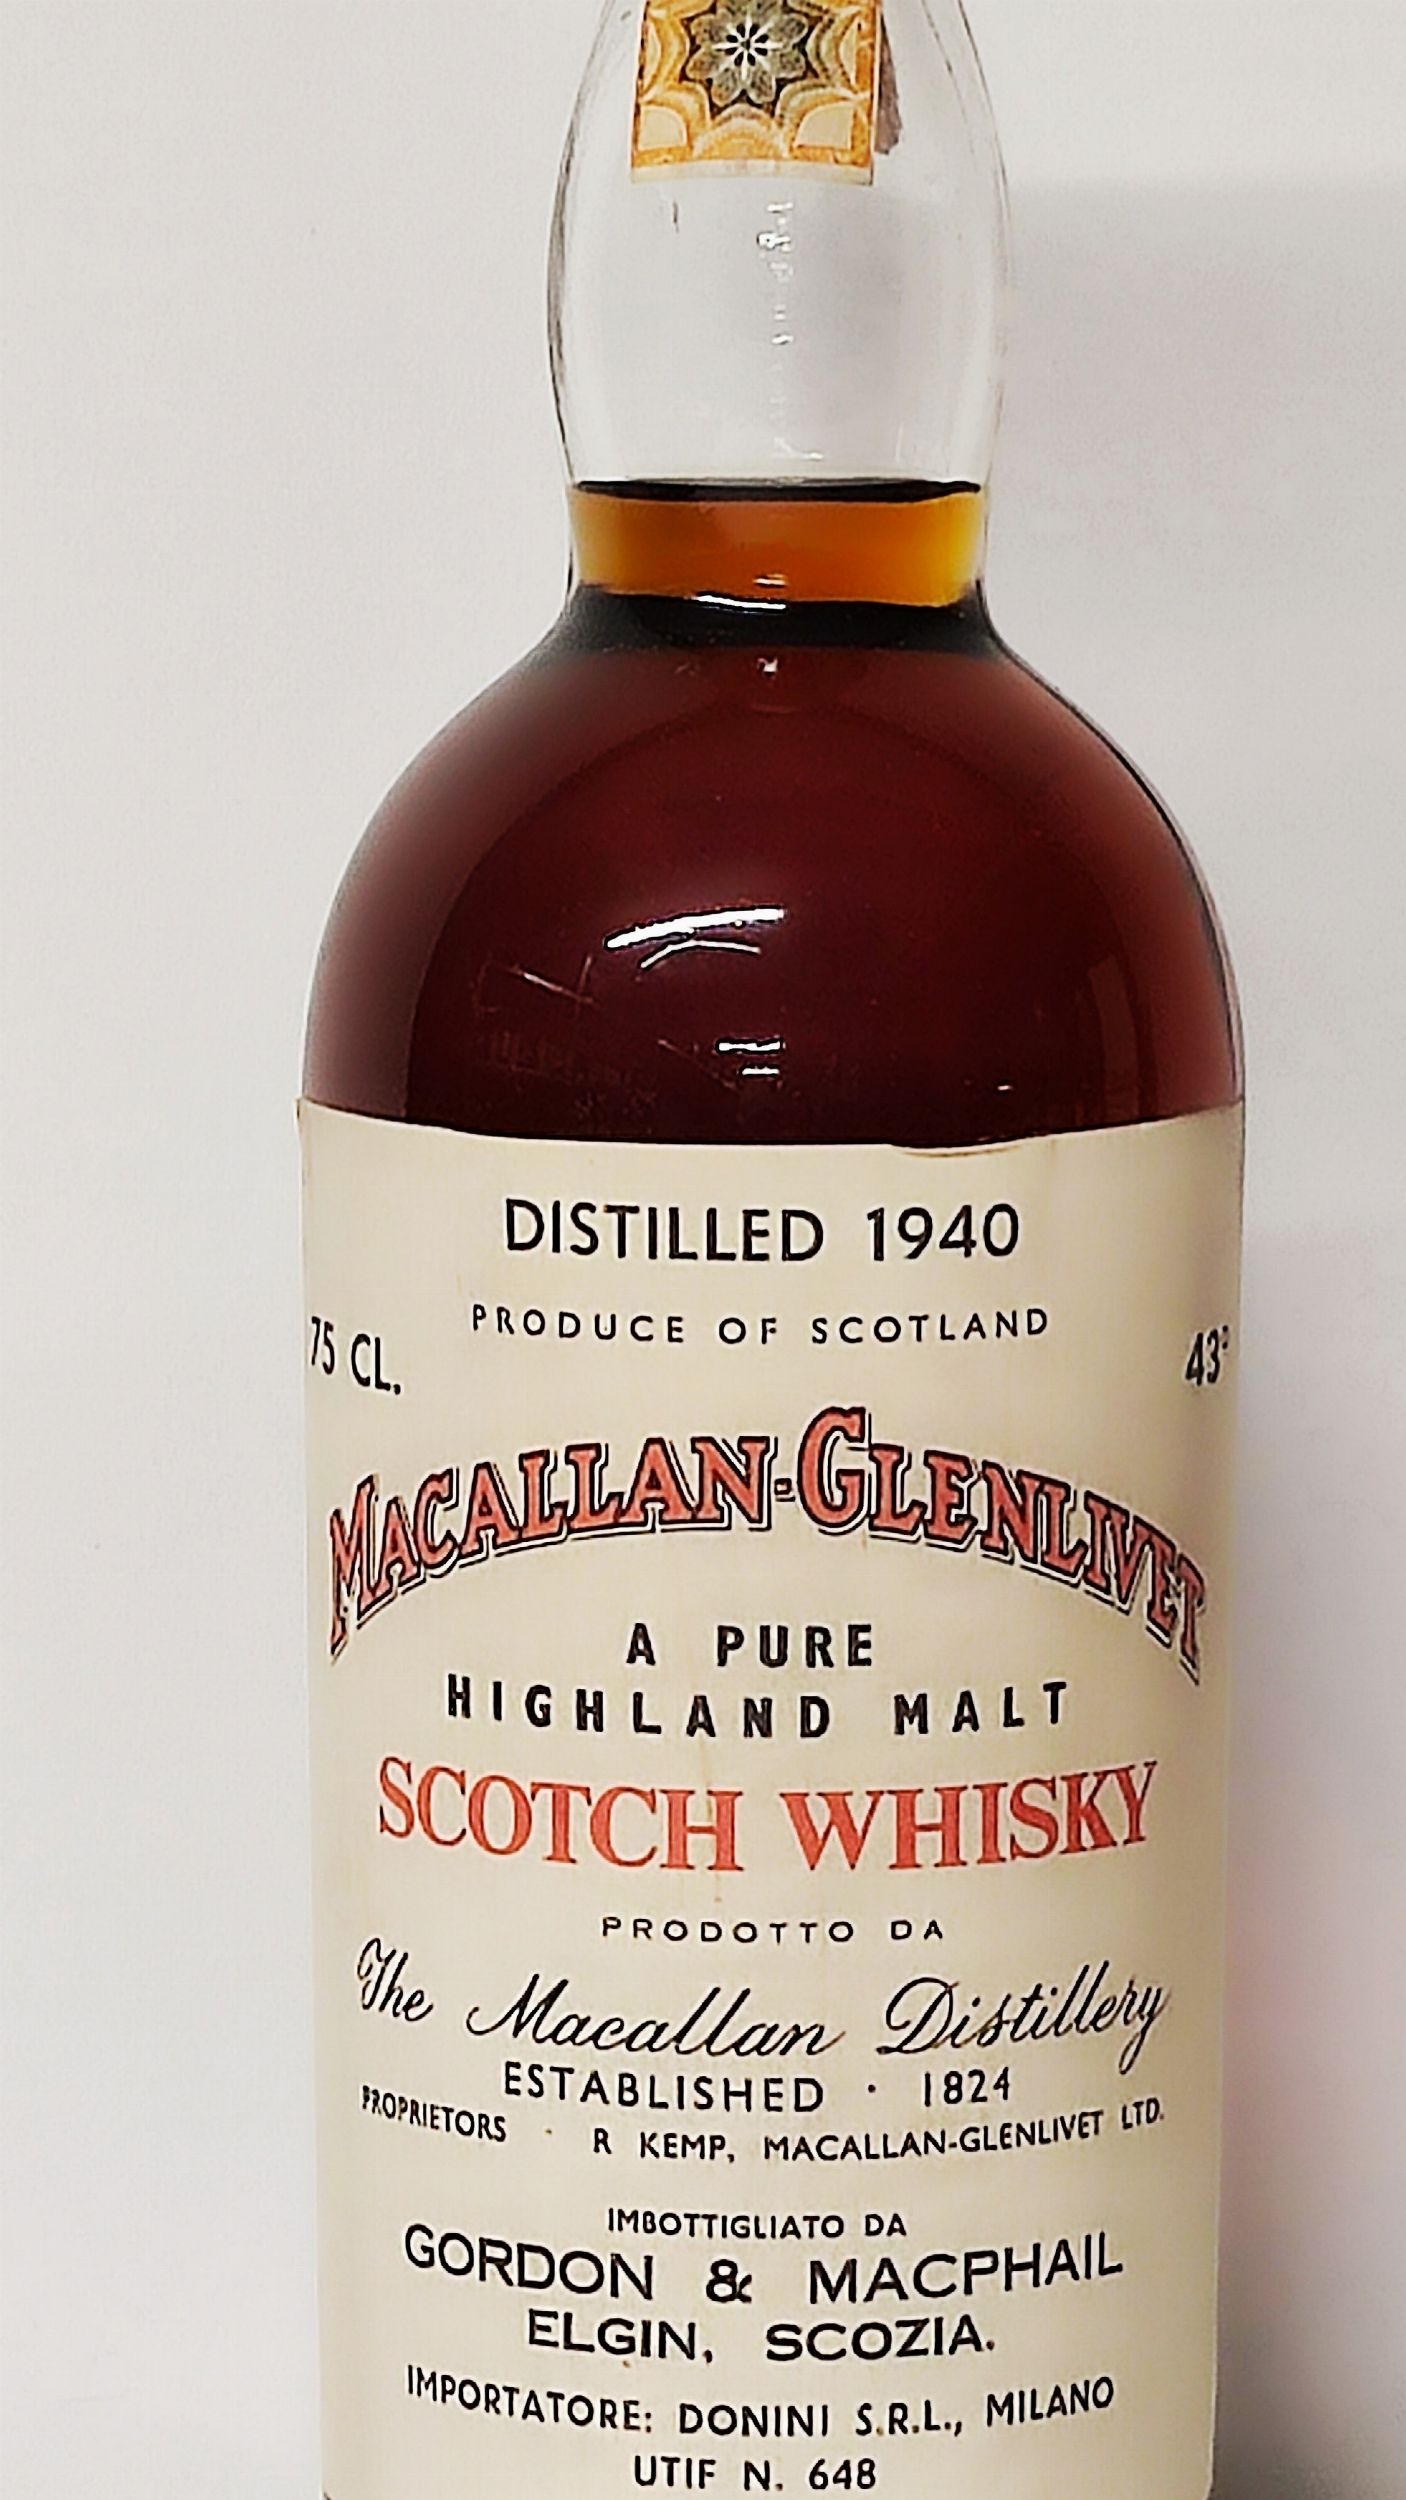 DISTILLED 1940
PRODUCE OF SCOTLAND
75 CL.
43°
MACALLAN-GLENLIVET
A PURE
HIGHLAND MALT
SCOTCH WHISKY
PRODOTTO DA
The Macallan Distillery
ESTABLISHED · 1824
PROPRIETORS · R KEMP, MACALLAN-GLENLIVET LTD.
IMBOTTIGLIATO DA
GORDON & MACPHAIL
ELGIN, SCOZIA.
IMPORTATORE: DONINI S.R.L., MILANO
UTIF N. 648